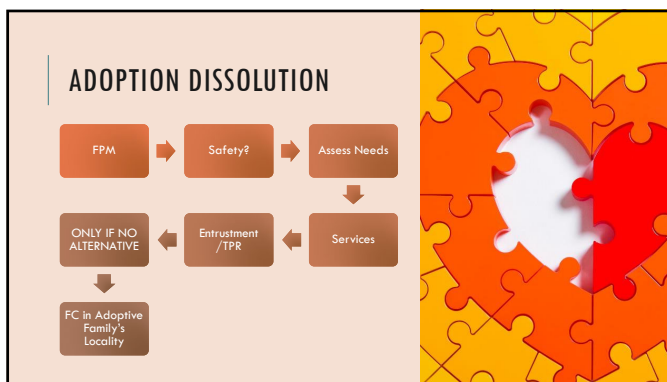 ADOPTION DISSOLUTION
FPM
Safety?
Assess Needs
Services
Entrustment
/TPR
ONLY IF NO
ALTERNATIVE
FC in Adoptive
Family's
Locality